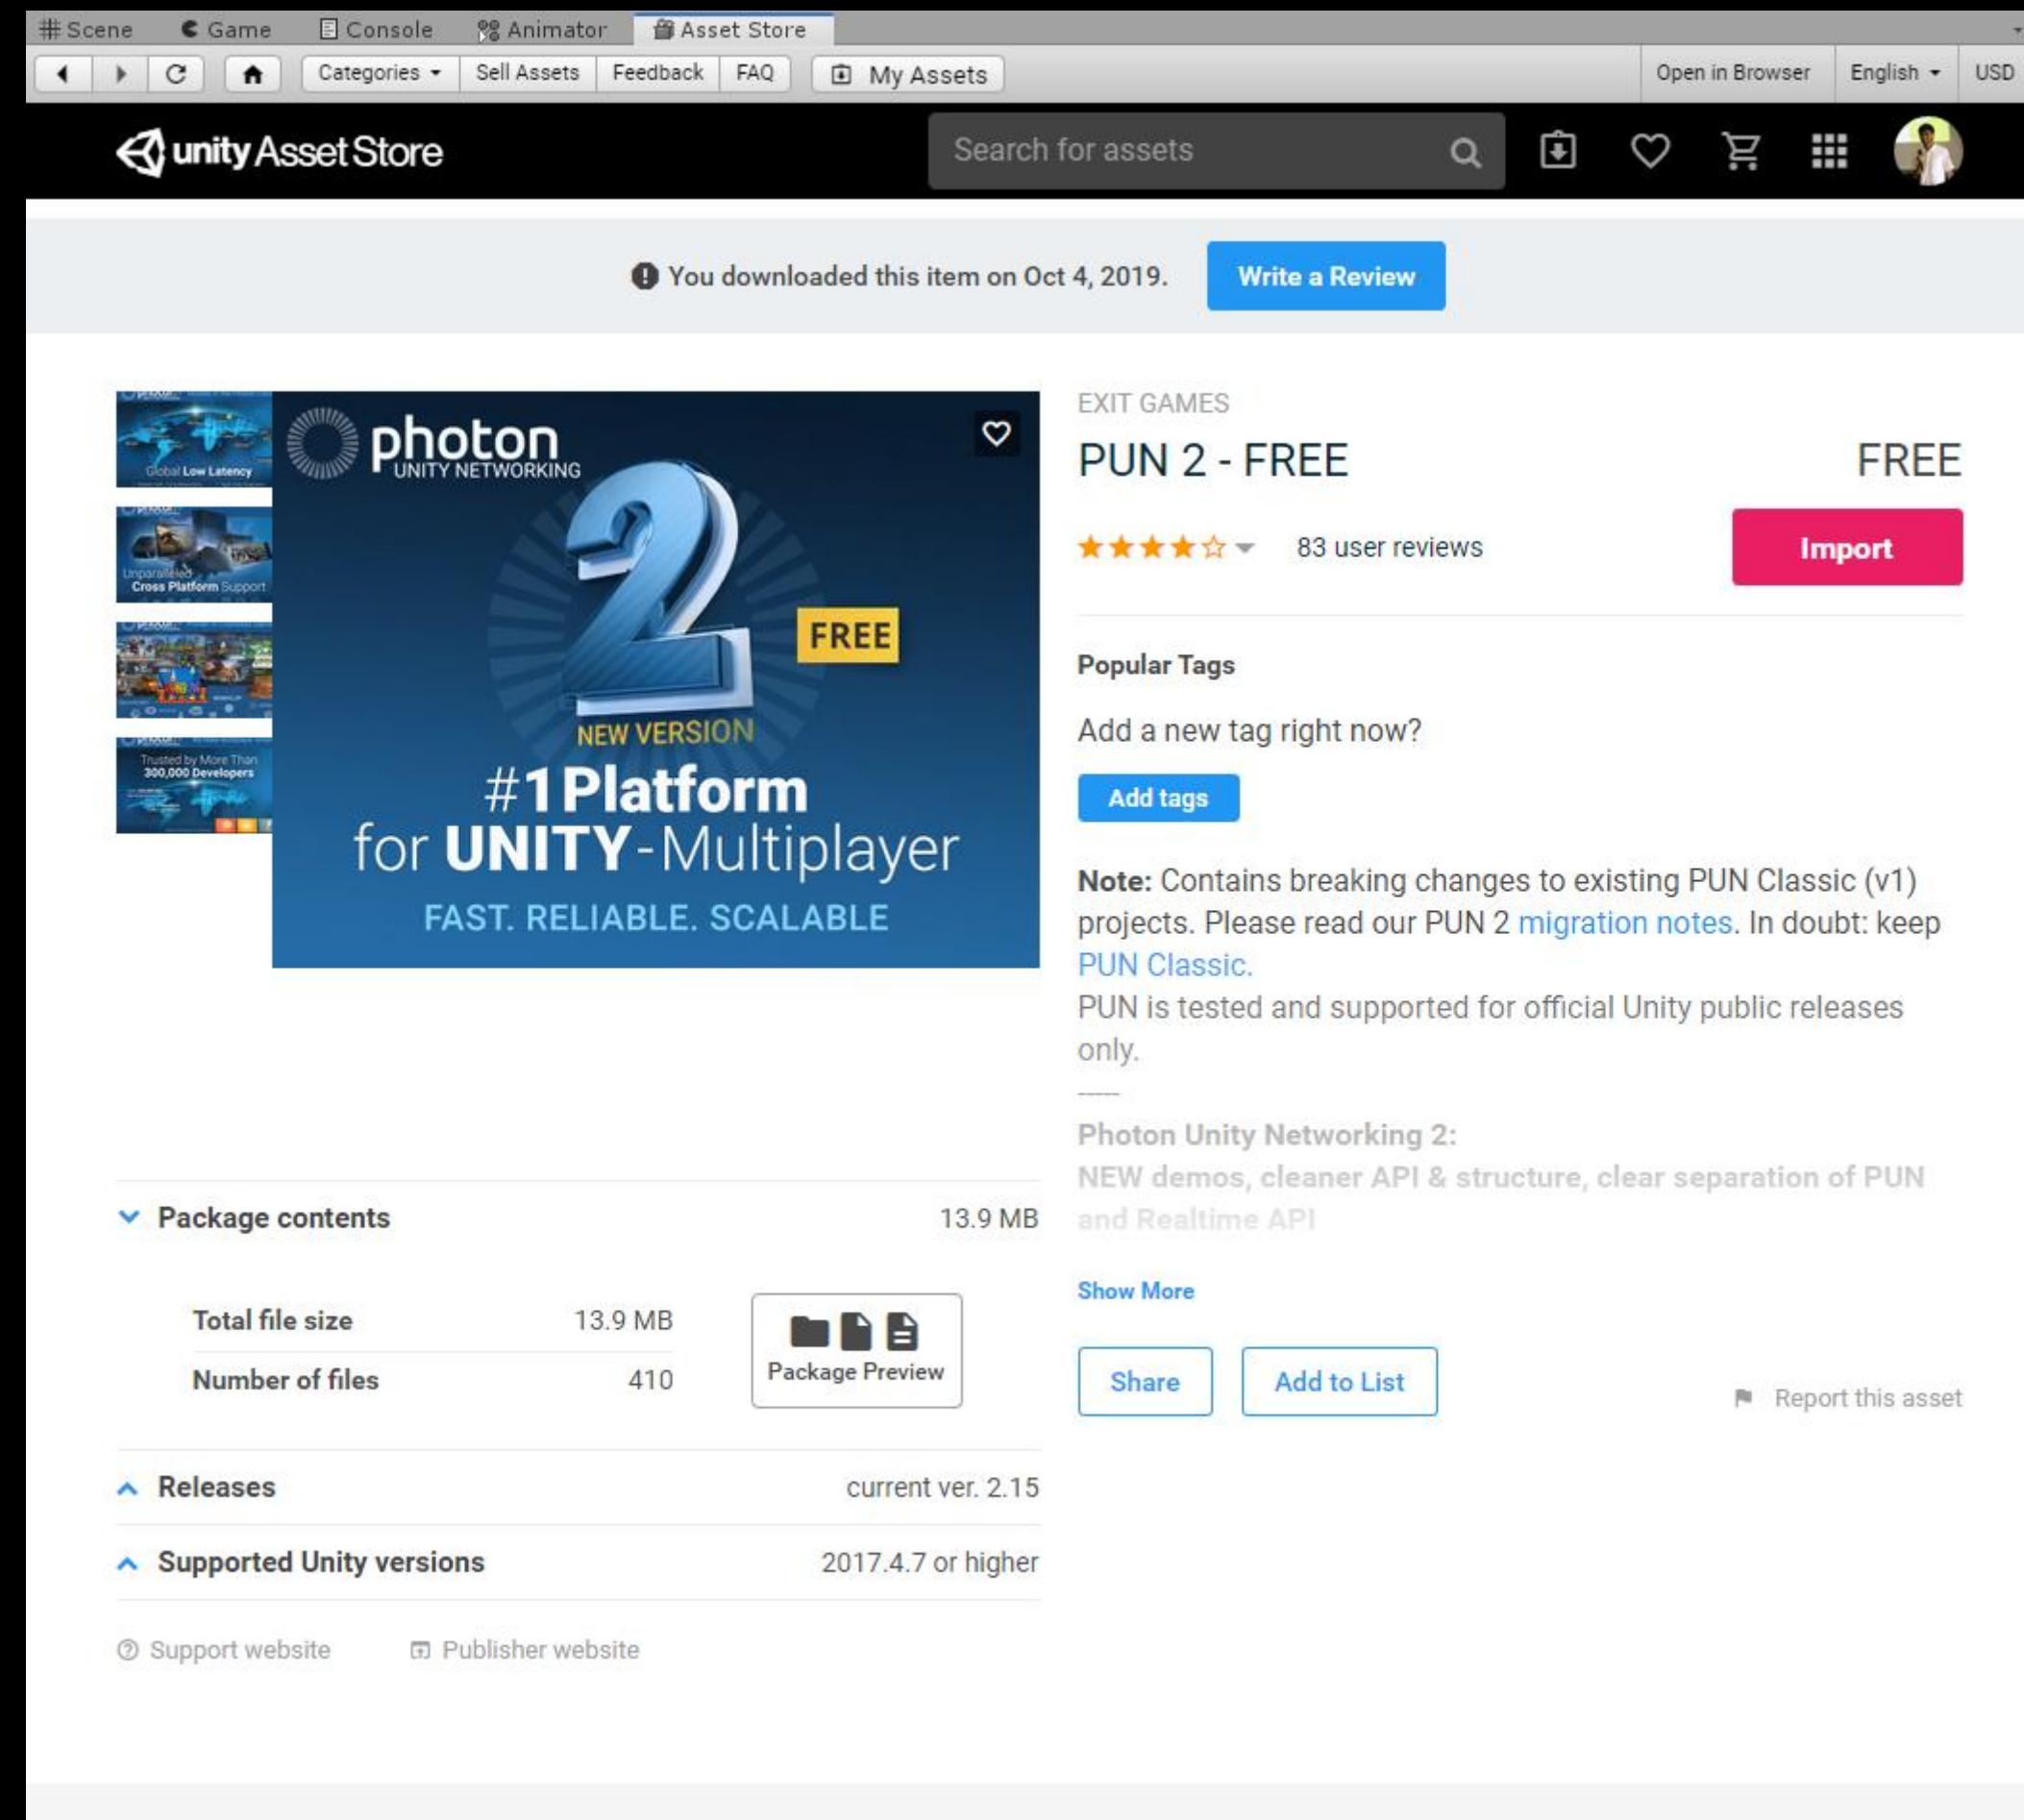 Scene Game Console Animator Asset Store
Categories Sell Assets Feedback FAQ My Assets Open in Browser English USD
unity Asset Store Search for assets
You downloaded this item on Oct 4, 2019. Write a Review
Global Low Latency
Unparalleled
Cross Platform Support
Trusted by More Than
300,000 Developers
photon
UNITY NETWORKING
2
FREE
NEW VERSION
#1 Platform
for UNITY-Multiplayer
FAST. RELIABLE. SCALABLE
EXIT GAMES
PUN 2 - FREE FREE
83 user reviews Import
Popular Tags
Add a new tag right now?
Add tags
Note: Contains breaking changes to existing PUN Classic (v1)
projects. Please read our PUN 2 migration notes. In doubt: keep
PUN Classic.
PUN is tested and supported for official Unity public releases
only.
-----
Photon Unity Networking 2:
NEW demos, cleaner API & structure, clear separation of PUN
and Realtime API
Show More
Share Add to List
Report this asset
Package contents 13.9 MB
Total file size 13.9 MB
Number of files 410
Package Preview
Releases current ver. 2.15
Supported Unity versions 2017.4.7 or higher
Support website Publisher website